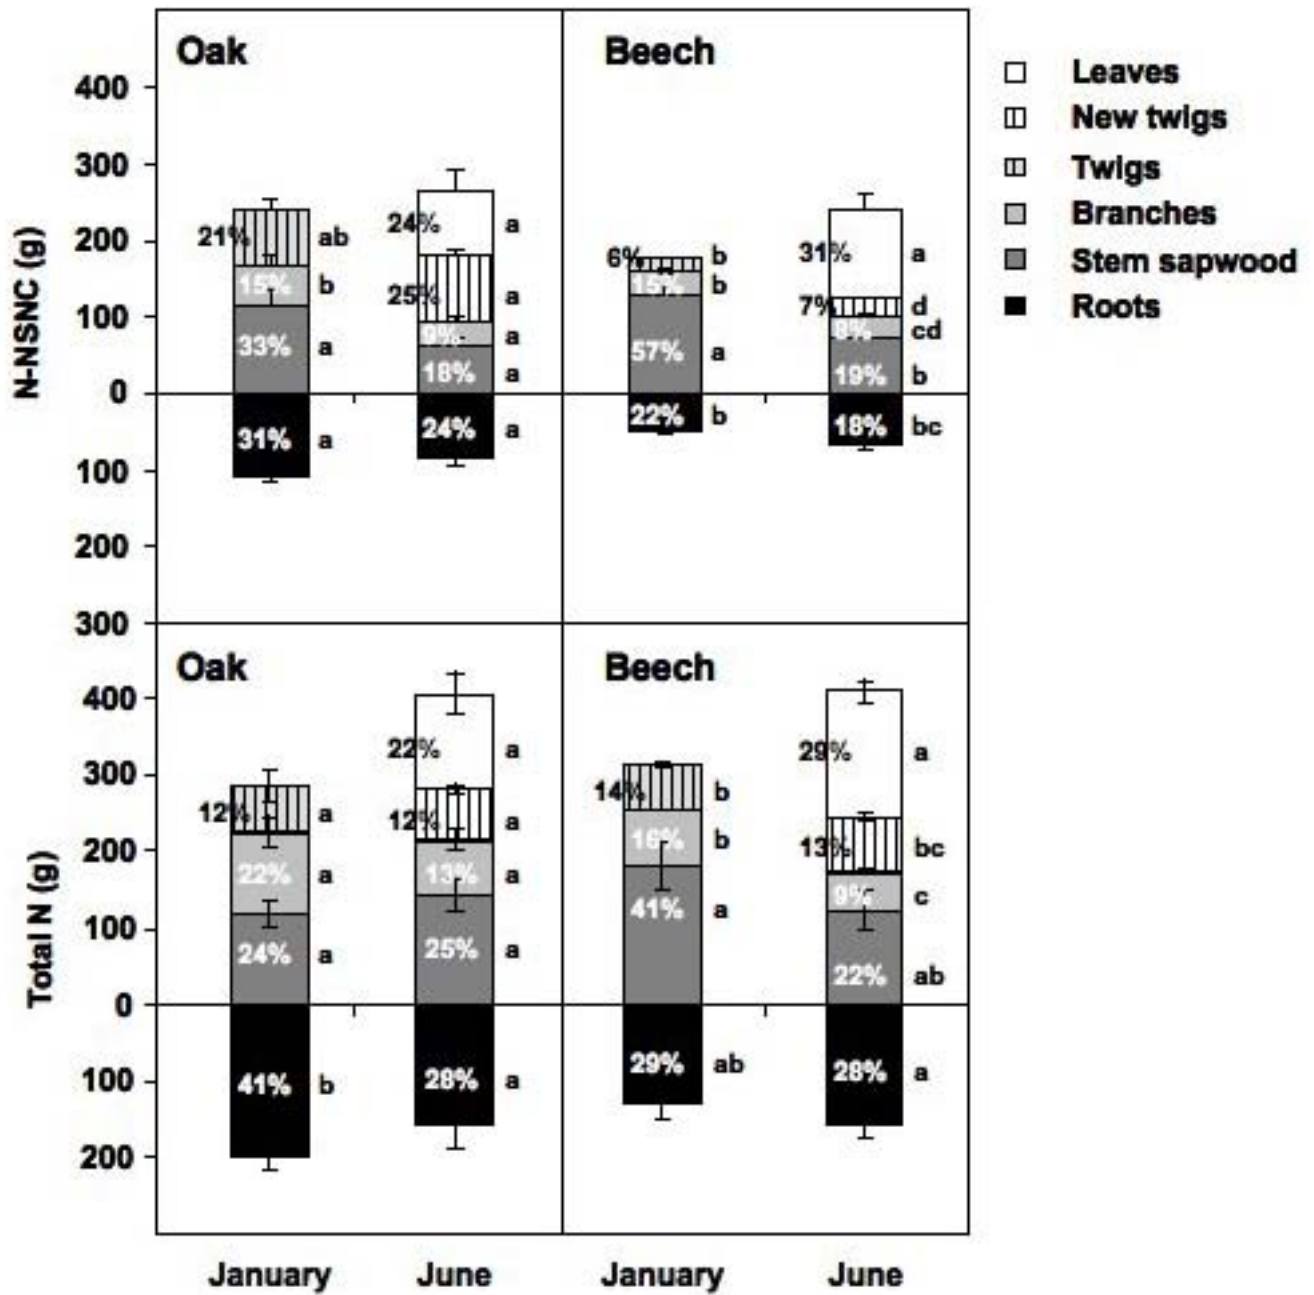 Oak
Beech
Leaves
New twigs
Twigs
Branches
Stem sapwood
Roots
N-NSNC (g)
400
300
200
100
0
100
200
300
21% ab
15% b
33% a
31% a
24% a
25% a
9% a
18% a
24% a
6% b
15% b
57% a
22% b
31% a
7% d
8% cd
19% b
18% bc
Oak
Beech
Total N (g)
400
300
200
100
0
100
200
12% a
22% a
24% a
41% b
22% a
12% a
13% a
25% a
28% a
14% b
16% b
41% a
29% ab
29% a
13% bc
9% c
22% ab
28% a
January
June
January
June